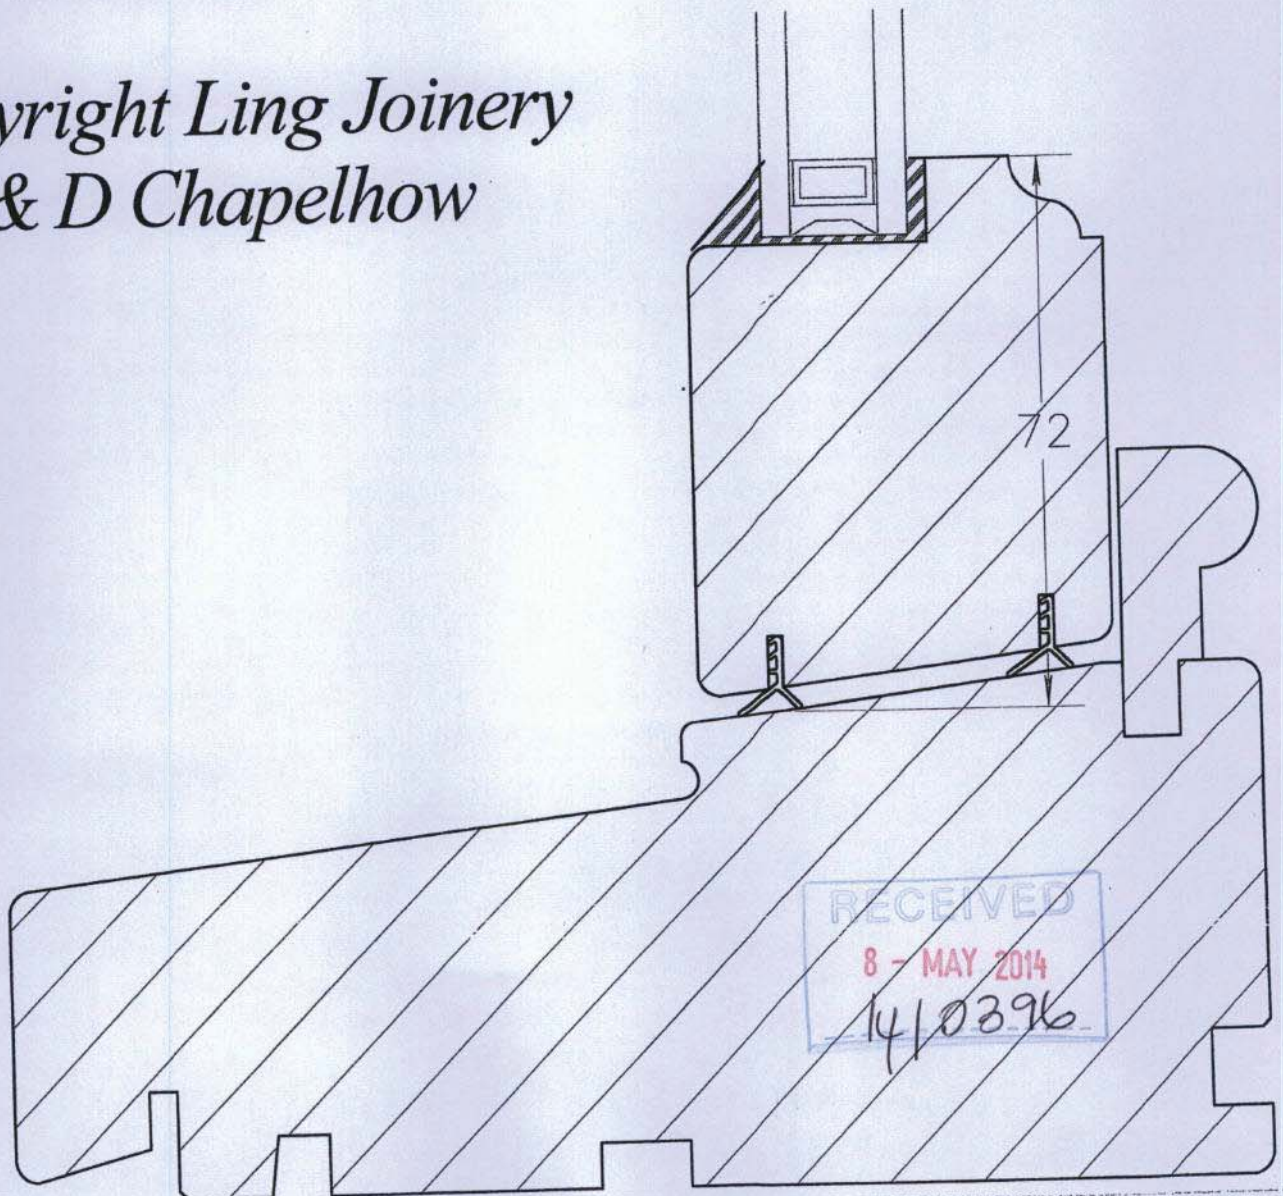 yright Ling Joinery
& D Chapelhow
72
RECEIVED
8 - MAY 2014
14/0396